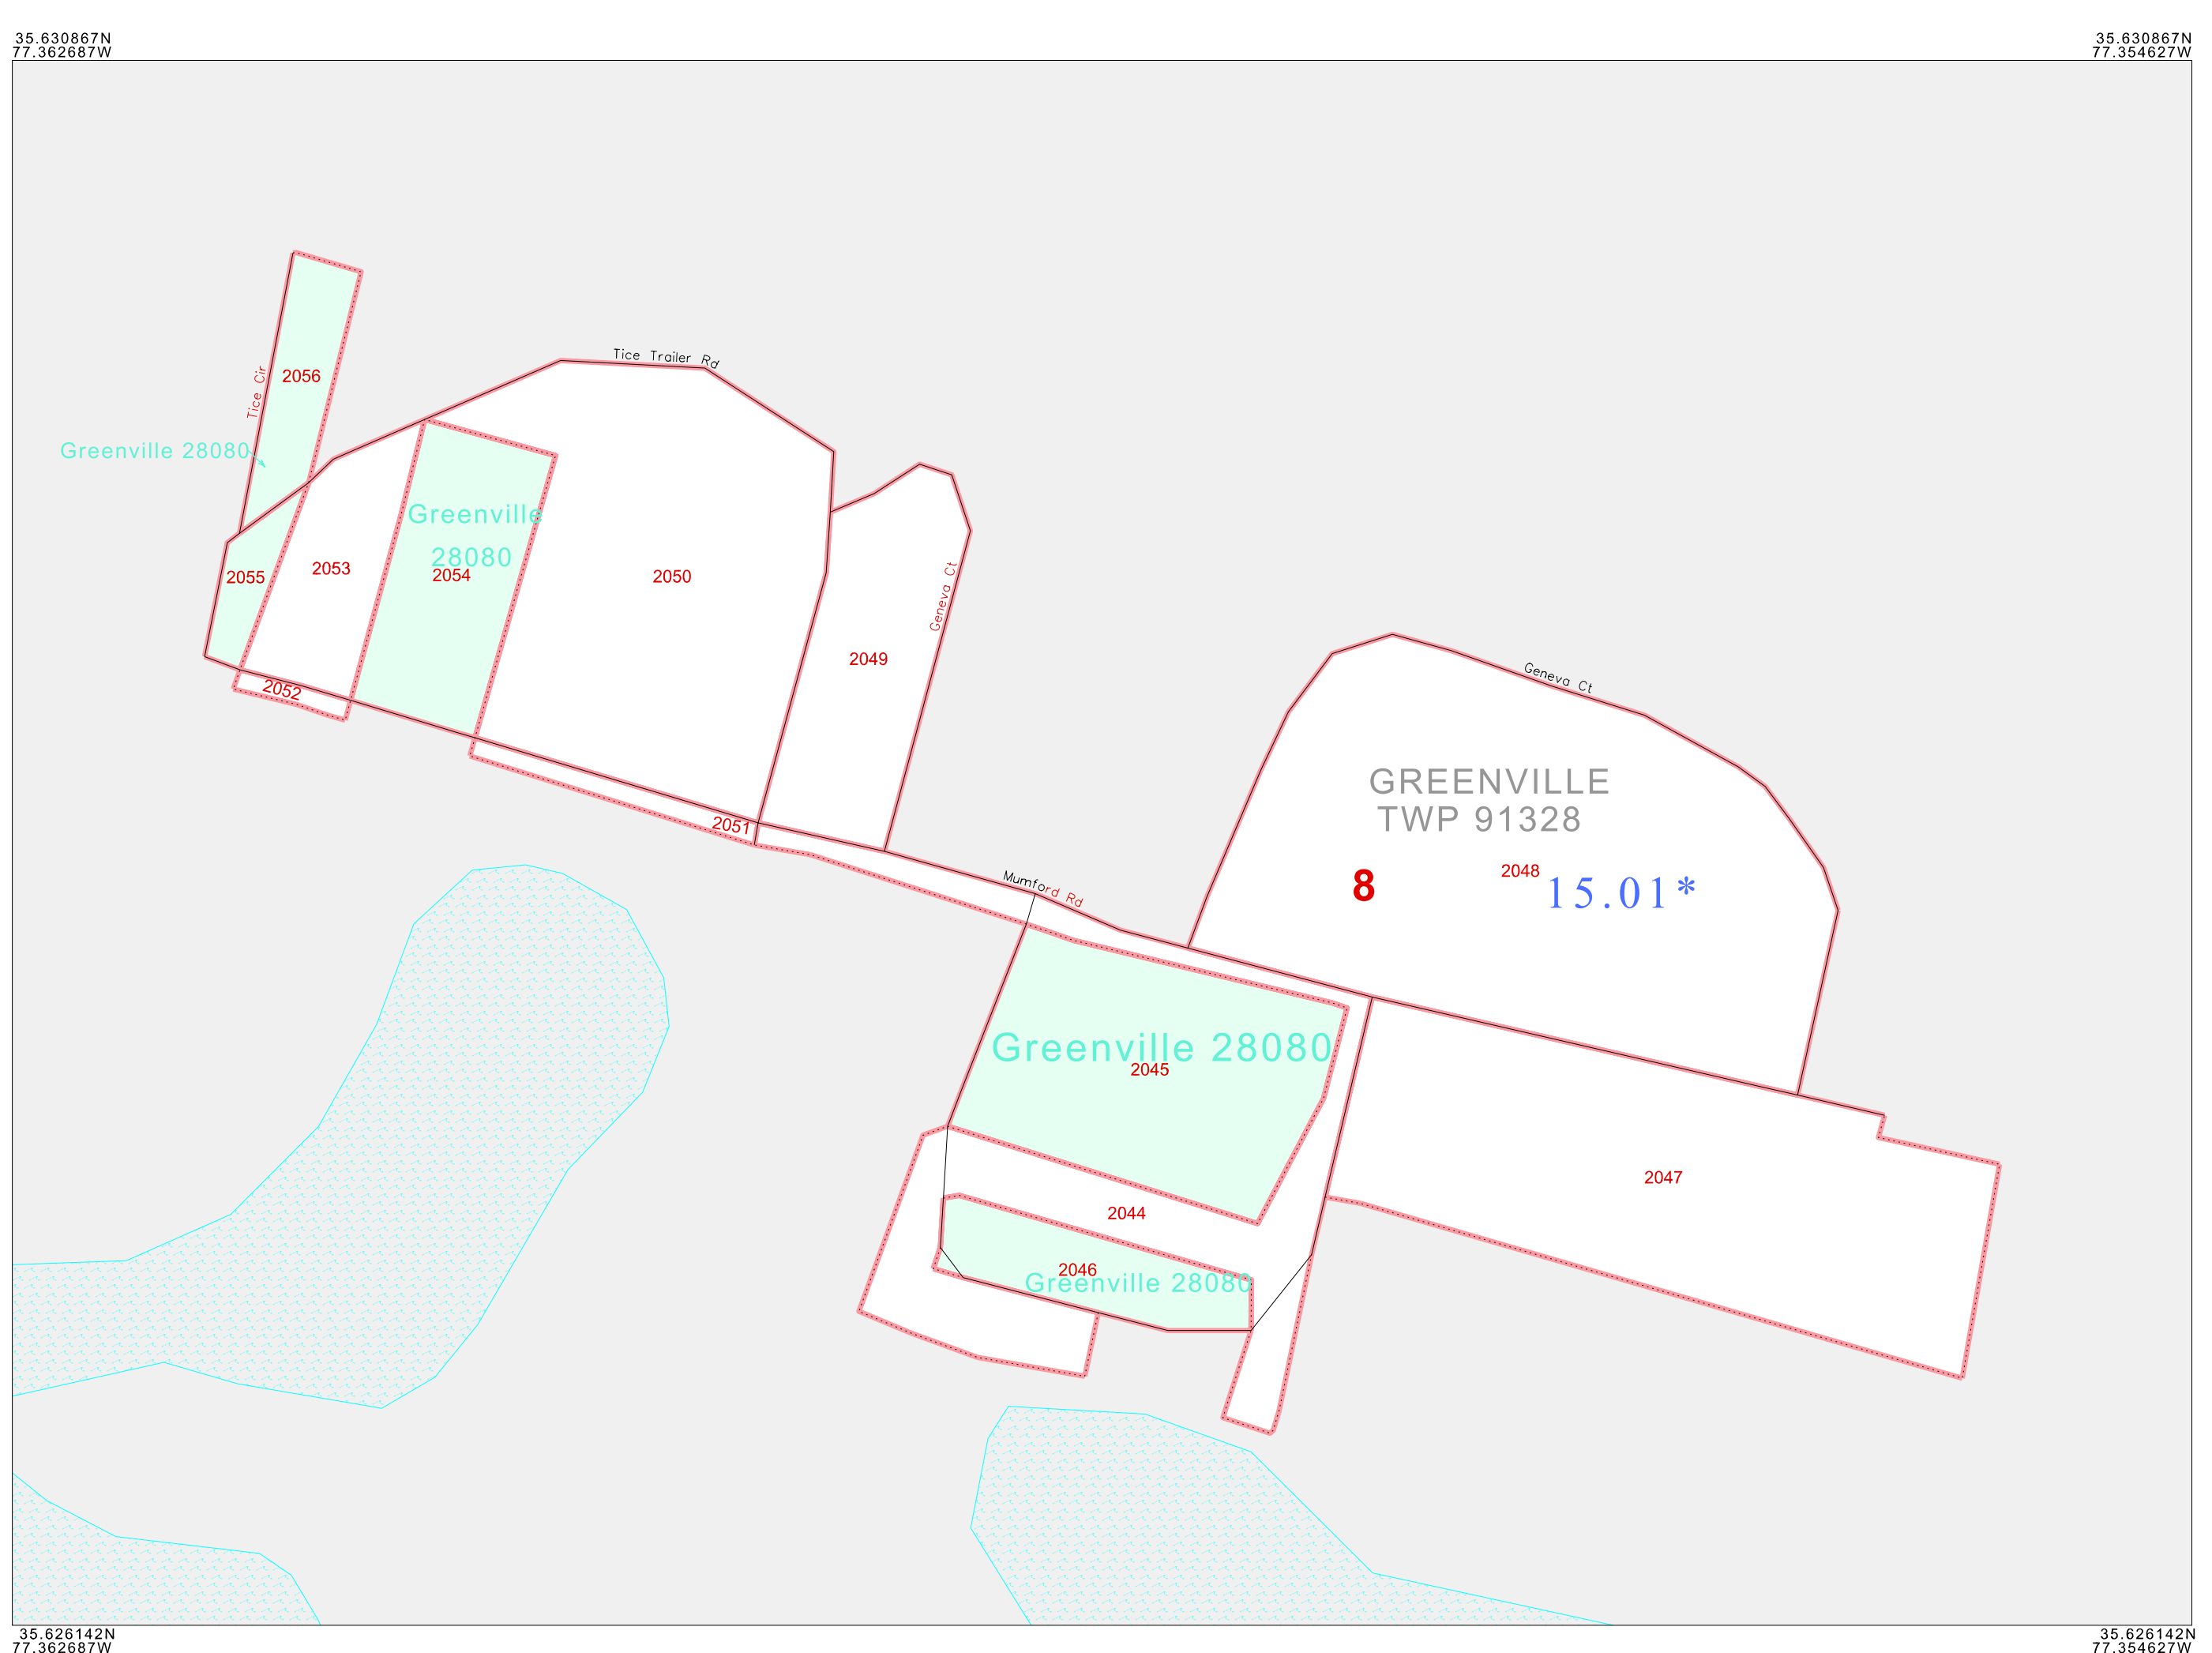 35.630867N
77.362687W
35.630867N
77.354627W
Tice Trailer Rd
2056
Tice Cir
Greenville 28080
Greenville
28080
2055
2053
2054
2050
Geneva Ct
2049
2052
Geneva Ct
GREENVILLE
TWP 91328
2051
Mumford Rd
8
2048
15.01*
Greenville 28080
2045
2047
2044
2046
Greenville 28080
35.626142N
77.362687W
35.626142N
77.354627W